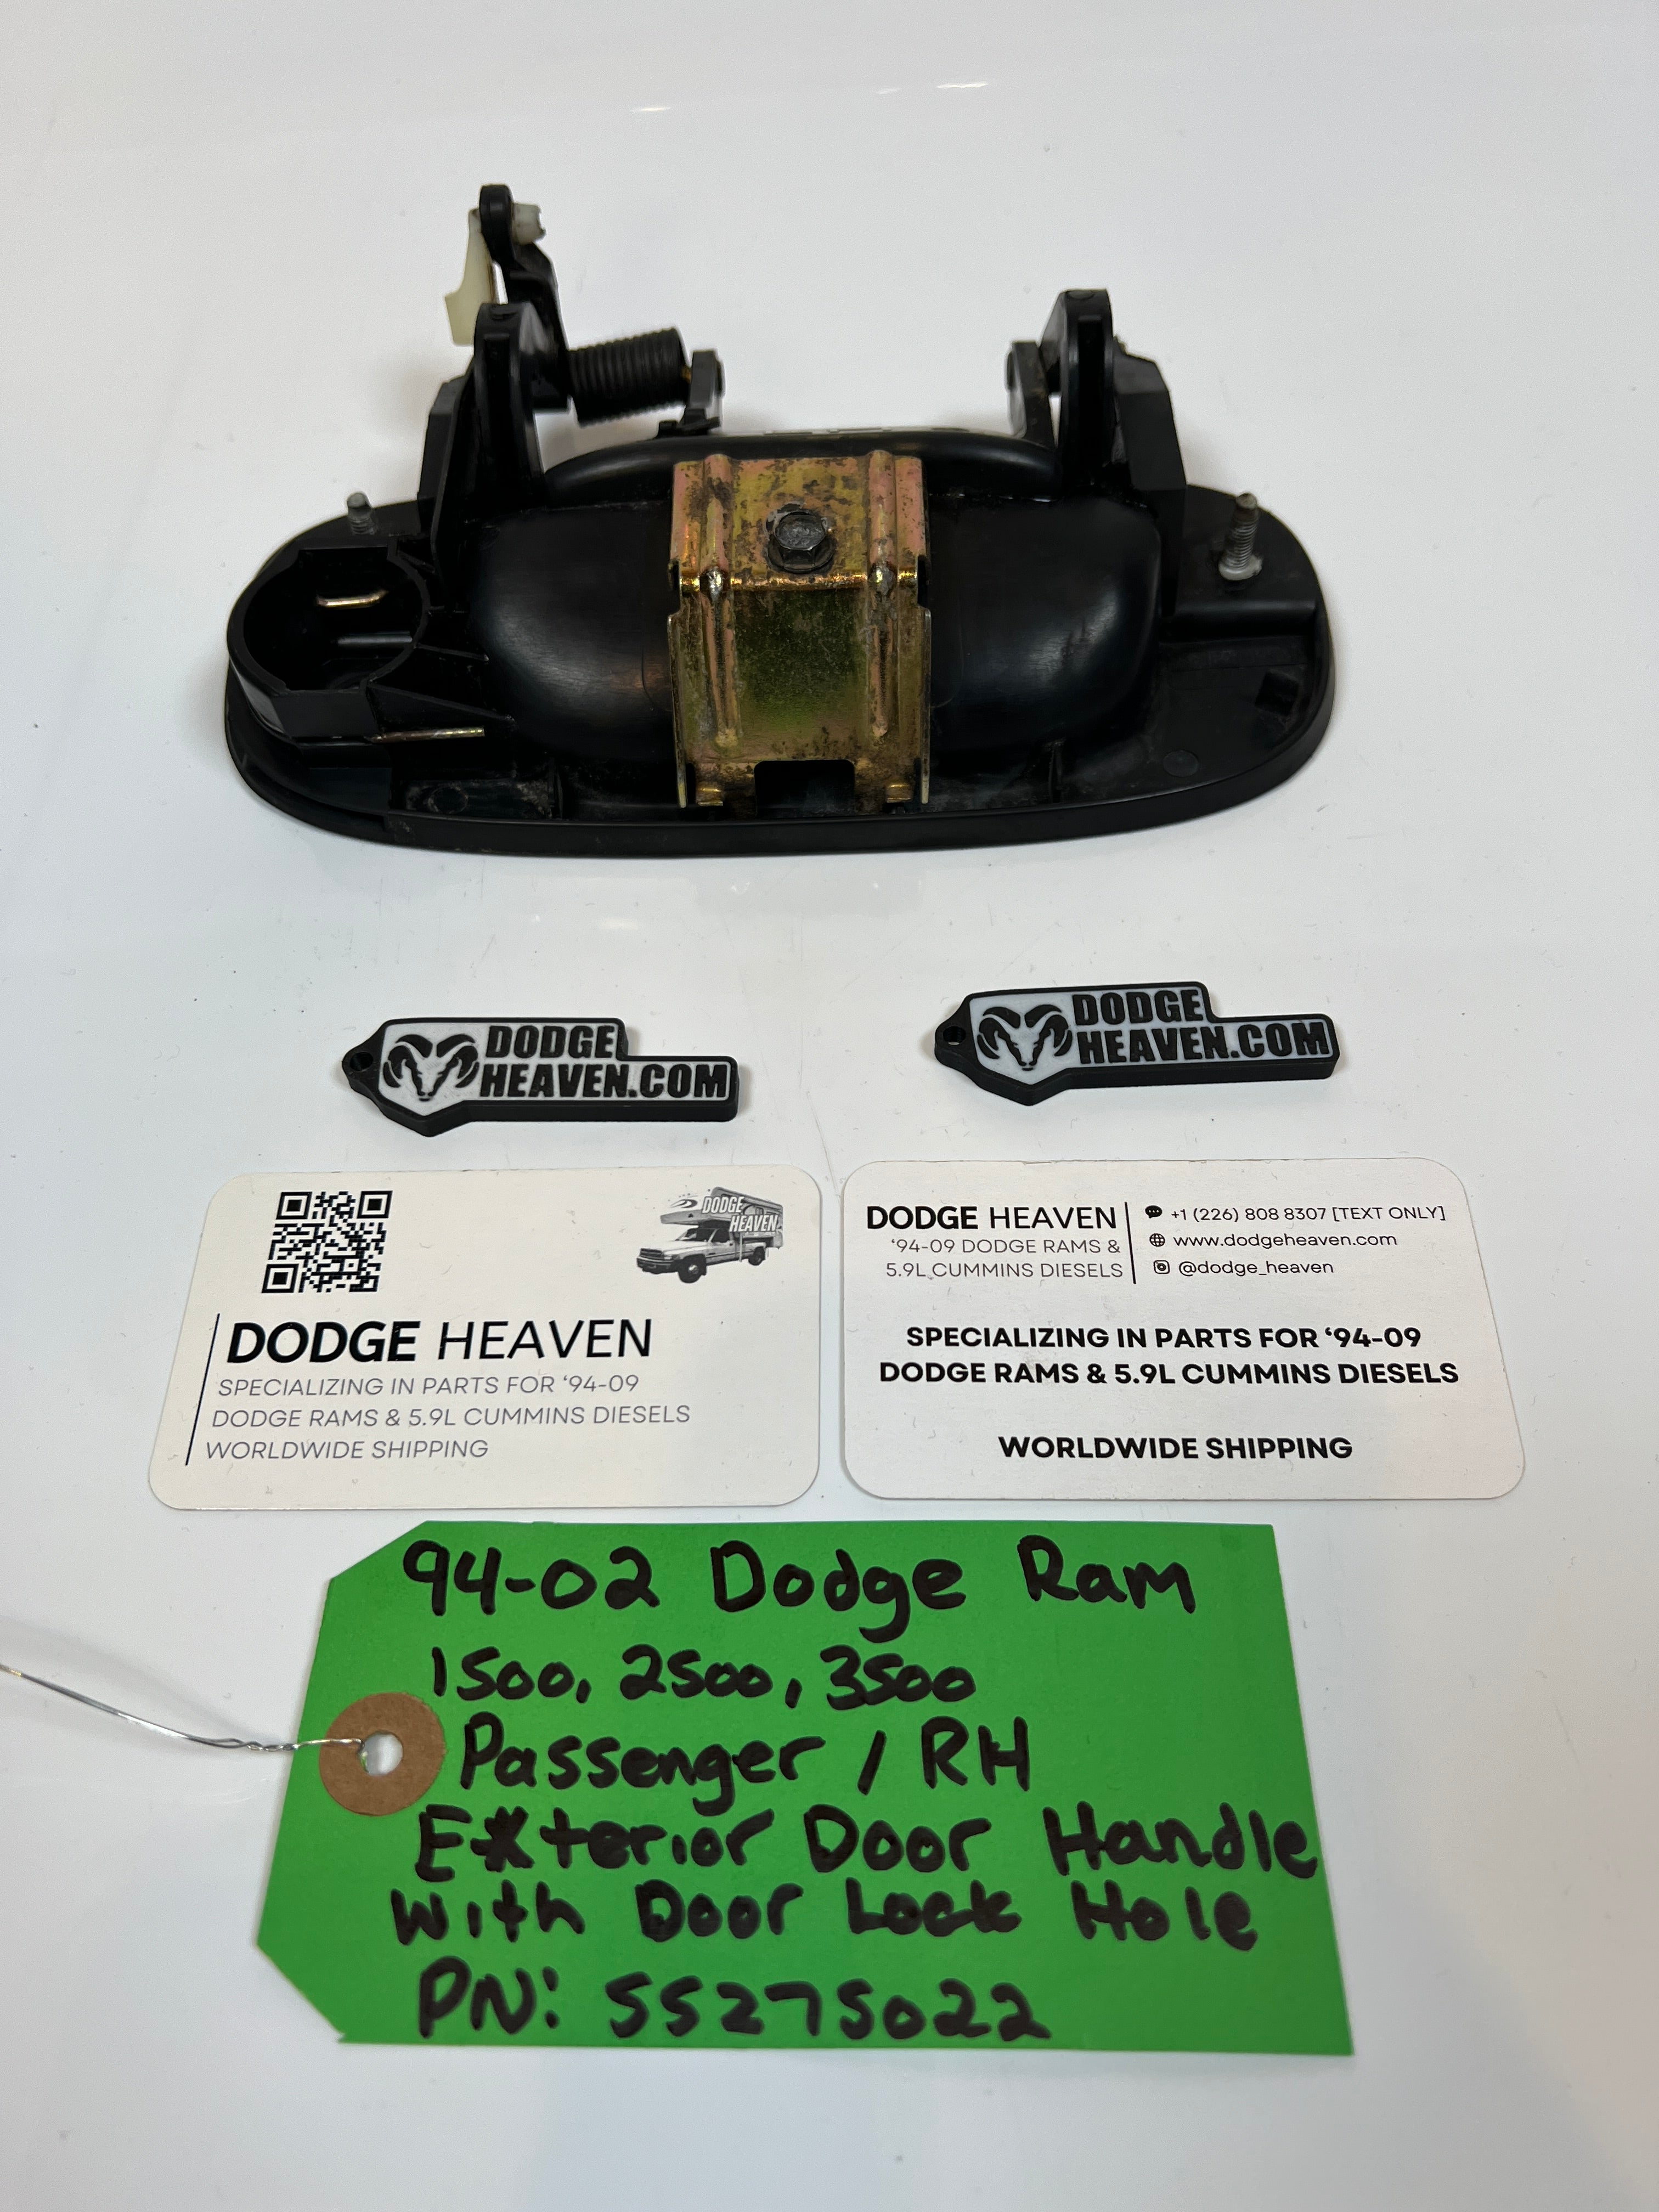 DODGE
HEAVEN.COM
DODGE
HEAVEN.COM
DODGE
HEAVEN
DODGE HEAVEN
SPECIALIZING IN PARTS FOR ‘94-09
DODGE RAMS & 5.9L CUMMINS DIESELS
WORLDWIDE SHIPPING
DODGE HEAVEN
‘94-09 DODGE RAMS &
5.9L CUMMINS DIESELS
+1 (226) 808 8307 [TEXT ONLY]
www.dodgeheaven.com
@dodge_heaven
SPECIALIZING IN PARTS FOR ‘94-09
DODGE RAMS & 5.9L CUMMINS DIESELS
WORLDWIDE SHIPPING
94-02 Dodge Ram
1500, 2500, 3500
Passenger / RH
Exterior Door Handle
With Door Lock Hole
PN: 55275022